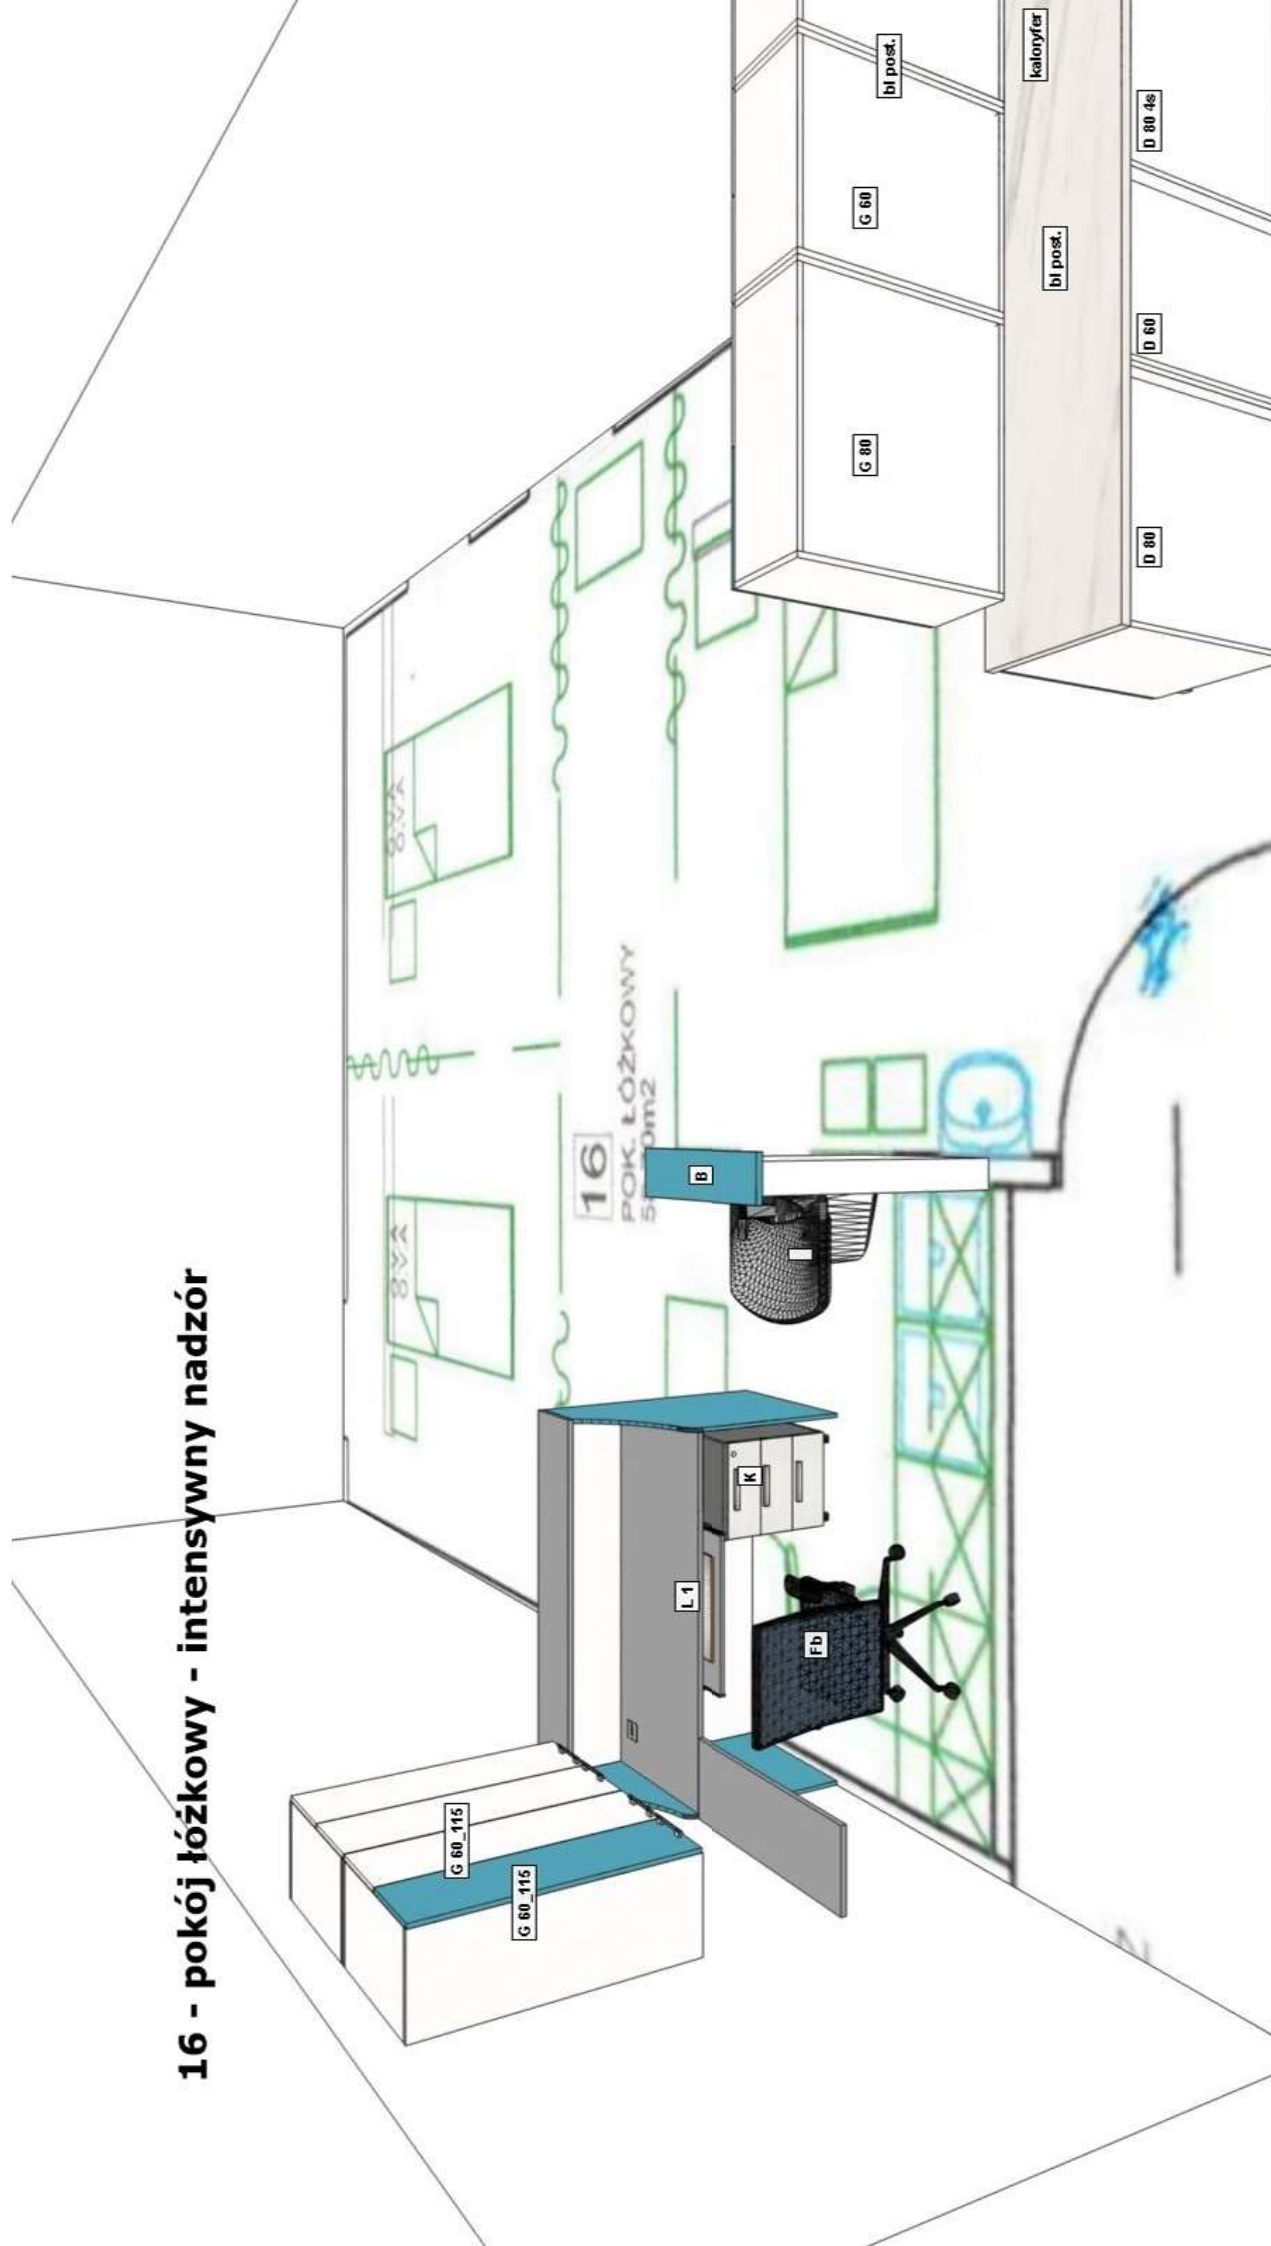 16 - pokój łóżkowy - intensywny nadzór
G 60_115
G 60_115
L 1
K
Fb
B
16
POK. ŁÓŻKOWY
G 80
G 60
bl post.
kaloryfer
bl post.
D 80
D 60
D 80 4s